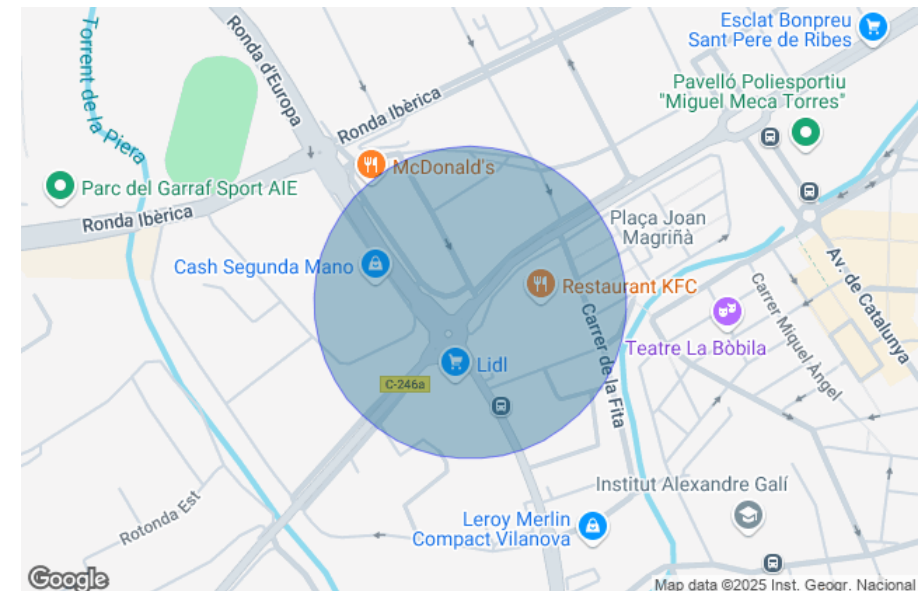 Esclat Bonpreu
Sant Pere de Ribes
Torrent de la Piera
Ronda d'Europa
Pavelló Poliesportiu
"Miguel Meca Torres"
Ronda Ibèrica
McDonald's
Parc del Garraf Sport AIE
Ronda Ibèrica
Plaça Joan
Magriñà
Cash Segunda Mano
Restaurant KFC
Av. de Catalunya
Carrer Miquel Àngel
Carrer de la Fita
Teatre La Bòbila
Lidl
C-246a
Institut Alexandre Galí
Rotonda Est
Leroy Merlin
Compact Vilanova
Google
Map data ©2025 Inst. Geogr. Nacional